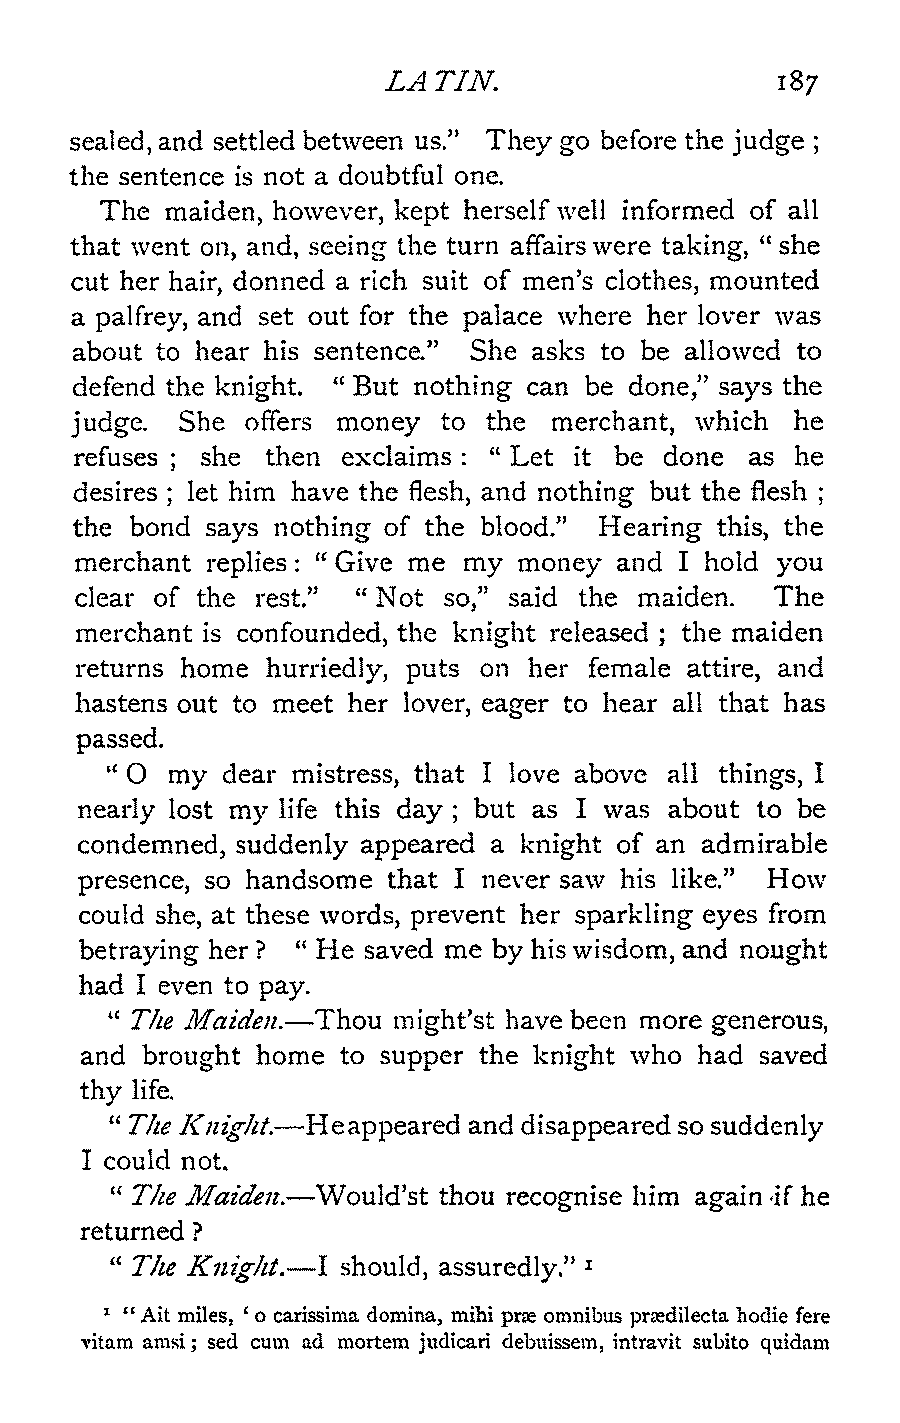 LATIN. 187
sealed, and settled between us.” They go before the judge ;
the sentence is not a doubtful one.
The maiden, however, kept herself well informed of all
that went on, and, seeing the turn affairs were taking, “ she
cut her hair, donned a rich suit of men’s clothes, mounted
a palfrey, and set out for the palace where her lover was
about to hear his sentence.” She asks to be allowed to
defend the knight. “ But nothing can be done,” says the
judge. She offers money to the merchant, which he
refuses ; she then exclaims : “ Let it be done as he
desires ; let him have the flesh, and nothing but the flesh ;
the bond says nothing of the blood.” Hearing this, the
merchant replies : “ Give me my money and I hold you
clear of the rest.” “ Not so,” said the maiden. The
merchant is confounded, the knight released ; the maiden
returns home hurriedly, puts on her female attire, and
hastens out to meet her lover, eager to hear all that has
passed.
“ O my dear mistress, that I love above all things, I
nearly lost my life this day ; but as I was about to be
condemned, suddenly appeared a knight of an admirable
presence, so handsome that I never saw his like.” How
could she, at these words, prevent her sparkling eyes from
betraying her ? “ He saved me by his wisdom, and nought
had I even to pay.
“ The Maiden.—Thou might’st have been more generous,
and brought home to supper the knight who had saved
thy life.
“ The Knight.—He appeared and disappeared so suddenly
I could not.
“ The Maiden.—Would’st thou recognise him again if he
returned ?
“ The Knight.—I should, assuredly.” ¹
¹ “ Ait miles, ‘ o carissima domina, mihi præ omnibus prædilecta hodie fere
vitam amsi ; sed cum ad mortem judicari debuissem, intravit subito quidam